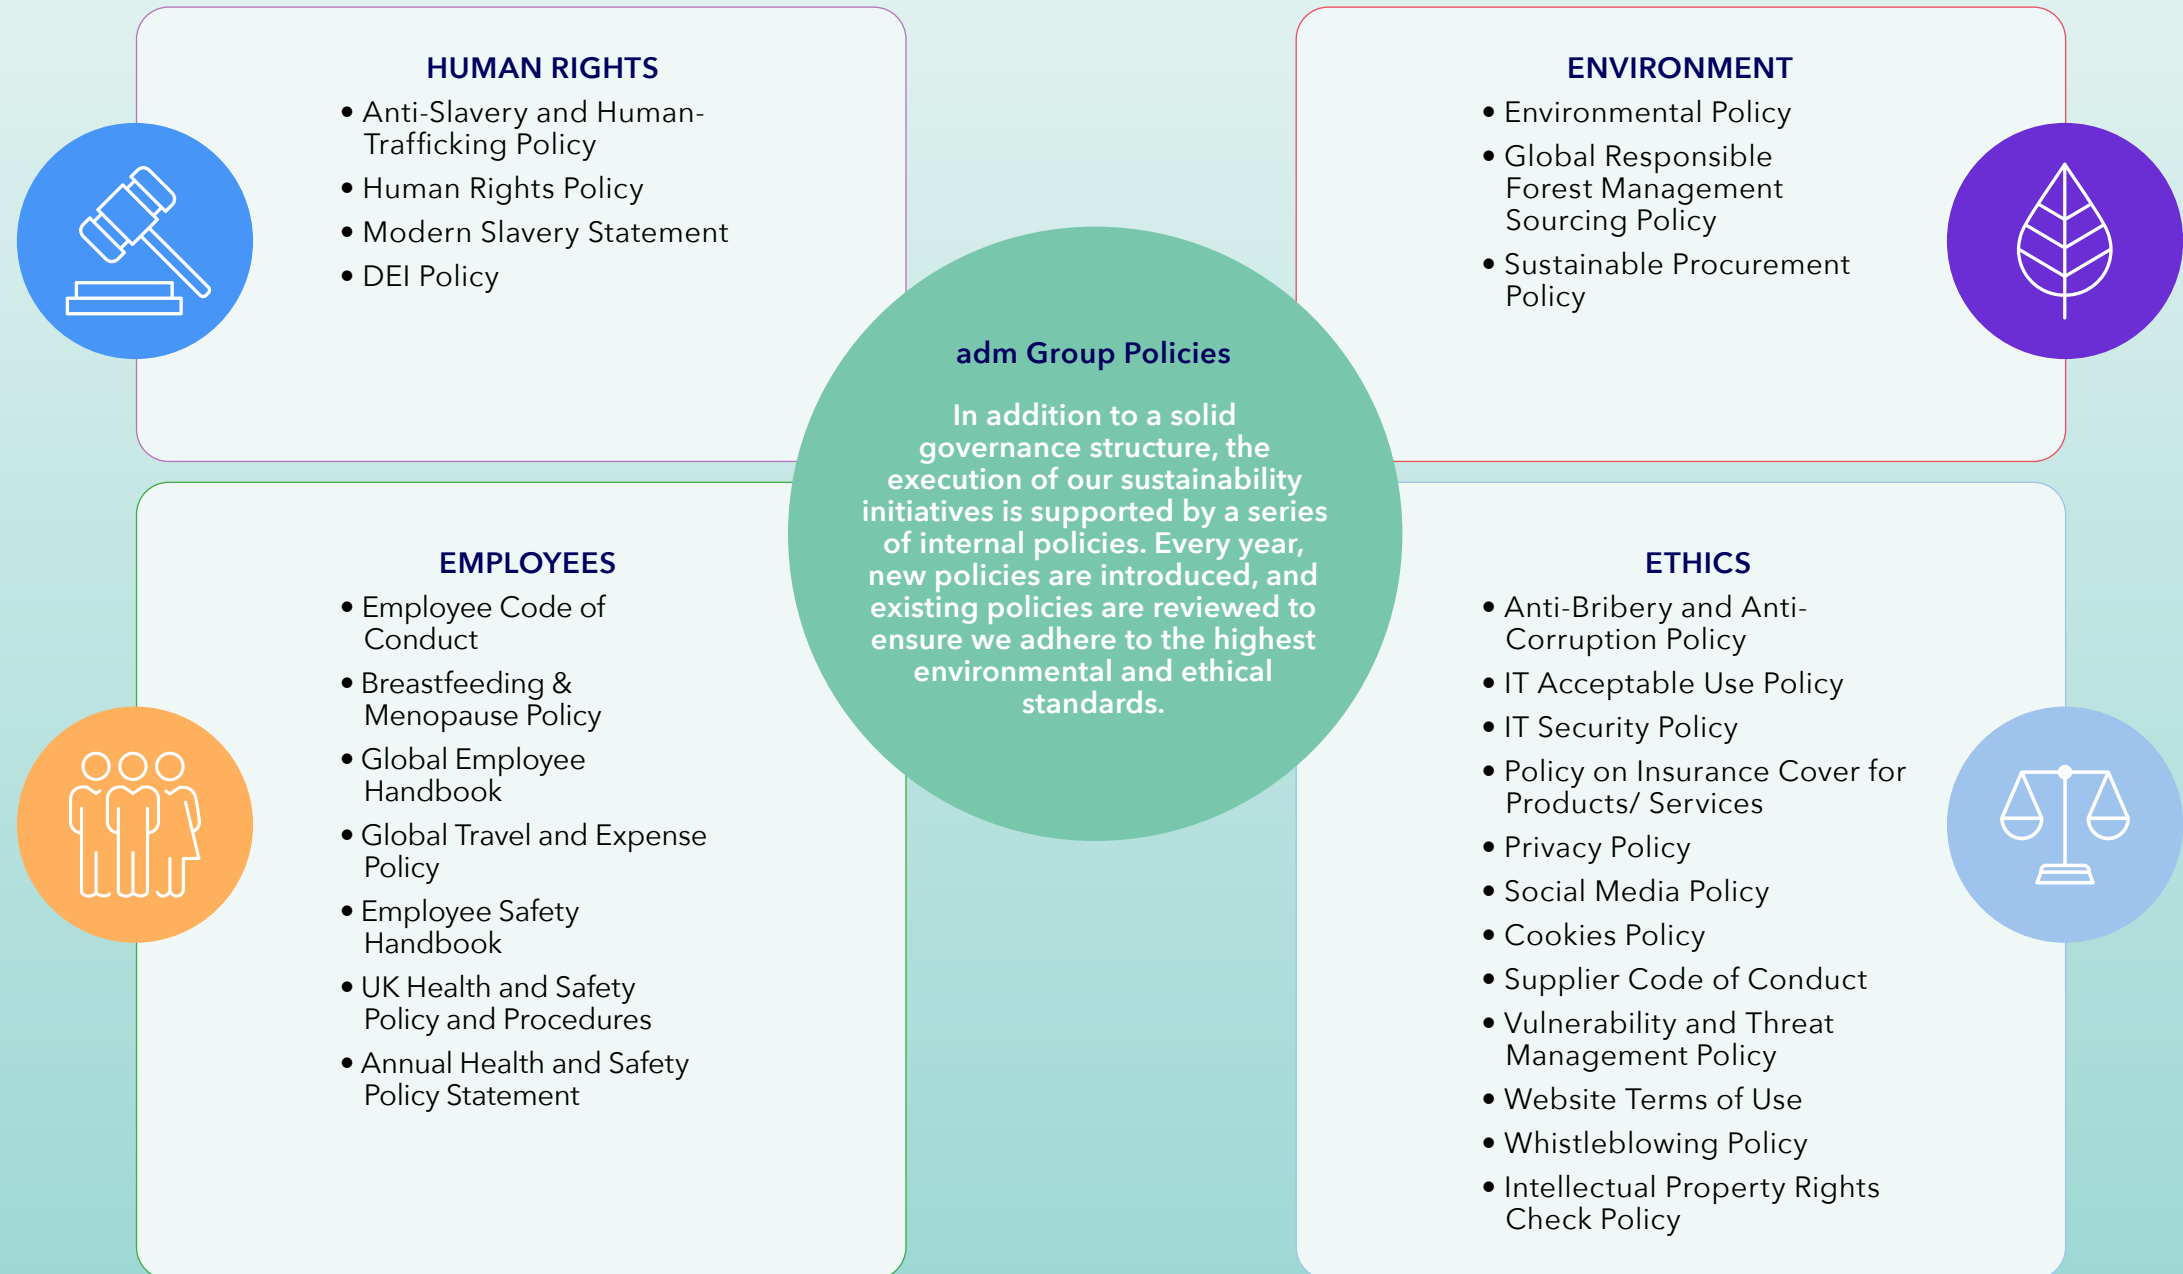 HUMAN RIGHTS
• Anti-Slavery and Human-
Trafficking Policy
• Human Rights Policy
• Modern Slavery Statement
• DEI Policy
ENVIRONMENT
• Environmental Policy
• Global Responsible
Forest Management
Sourcing Policy
• Sustainable Procurement
Policy
adm Group Policies
In addition to a solid
governance structure, the
execution of our sustainability
initiatives is supported by a series
of internal policies. Every year,
new policies are introduced, and
existing policies are reviewed to
ensure we adhere to the highest
environmental and ethical
standards.
EMPLOYEES
• Employee Code of
Conduct
• Breastfeeding &
Menopause Policy
• Global Employee
Handbook
• Global Travel and Expense
Policy
• Employee Safety
Handbook
• UK Health and Safety
Policy and Procedures
• Annual Health and Safety
Policy Statement
ETHICS
• Anti-Bribery and Anti-
Corruption Policy
• IT Acceptable Use Policy
• IT Security Policy
• Policy on Insurance Cover for
Products/ Services
• Privacy Policy
• Social Media Policy
• Cookies Policy
• Supplier Code of Conduct
• Vulnerability and Threat
Management Policy
• Website Terms of Use
• Whistleblowing Policy
• Intellectual Property Rights
Check Policy